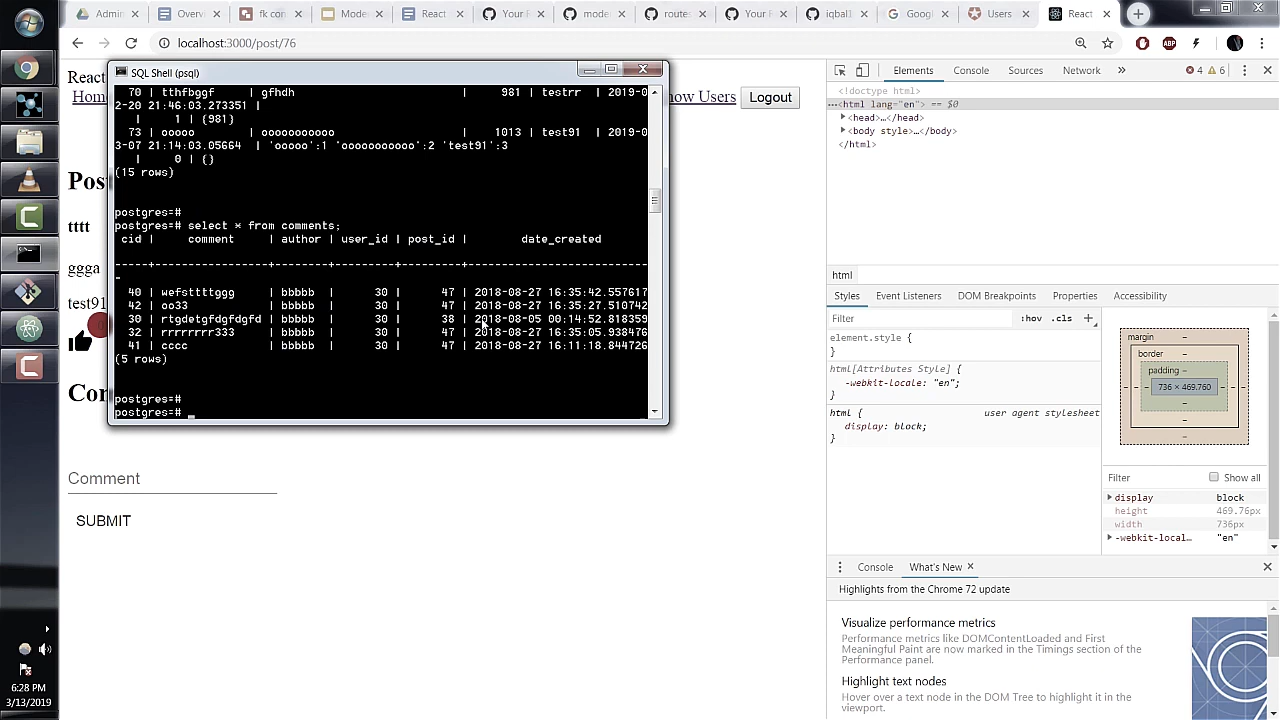 Admin
Overv
fk con
Mode
React
Your F
mode
routes
Your F
iqbal1
Googl
Users
React
localhost:3000/post/76
React
Home
how Users
Logout
Pos
tttt
ggga
test91
Con
Comment
SUBMIT
SQL Shell (psql)
70 | tthfbggf | gfhdh | 981 | testrr | 2019-0
2-20 21:46:03.273351 |
| 1 | {981}
73 | ooooo | ooooooooooo | 1013 | test91 | 2019-0
3-07 21:14:03.05664 | 'ooooo':1 'ooooooooooo':2 'test91':3
| 0 | {}
(15 rows)
postgres=#
postgres=# select * from comments;
cid | comment | author | user_id | post_id | date_created
40 | wefsttttggg | bbbbb | 30 | 47 | 2018-08-27 16:35:42.557617
42 | oo33 | bbbbb | 30 | 47 | 2018-08-27 16:35:27.510742
30 | rtgdetgfdgfdgfd | bbbbb | 30 | 38 | 2018-08-05 00:14:52.818359
32 | rrrrrrrr333 | bbbbb | 30 | 47 | 2018-08-27 16:35:05.938476
41 | cccc | bbbbb | 30 | 47 | 2018-08-27 16:11:18.844726
(5 rows)
postgres=#
postgres=#
Elements
Console
Sources
Network
»
4
6
<!doctype html>
<html lang="en"> == $0
<head>…</head>
<body style>…</body>
</html>
html
Styles
Event Listeners
DOM Breakpoints
Properties
Accessibility
Filter
:hov .cls +
element.style {
}
html[Attributes Style] {
-webkit-locale: "en";
}
html {
user agent stylesheet
display: block;
}
margin
–
border
–
padding
–
736 × 469.760
Filter
Show all
display block
height 469.76px
width 736px
-webkit-local… "en"
Console
What's New
Highlights from the Chrome 72 update
Visualize performance metrics
Performance metrics like DOMContentLoaded and First
Meaningful Paint are now marked in the Timings section of the
Performance panel.
Highlight text nodes
Hover over a text node in the DOM Tree to highlight it in the
viewport.
6:28 PM
3/13/2019